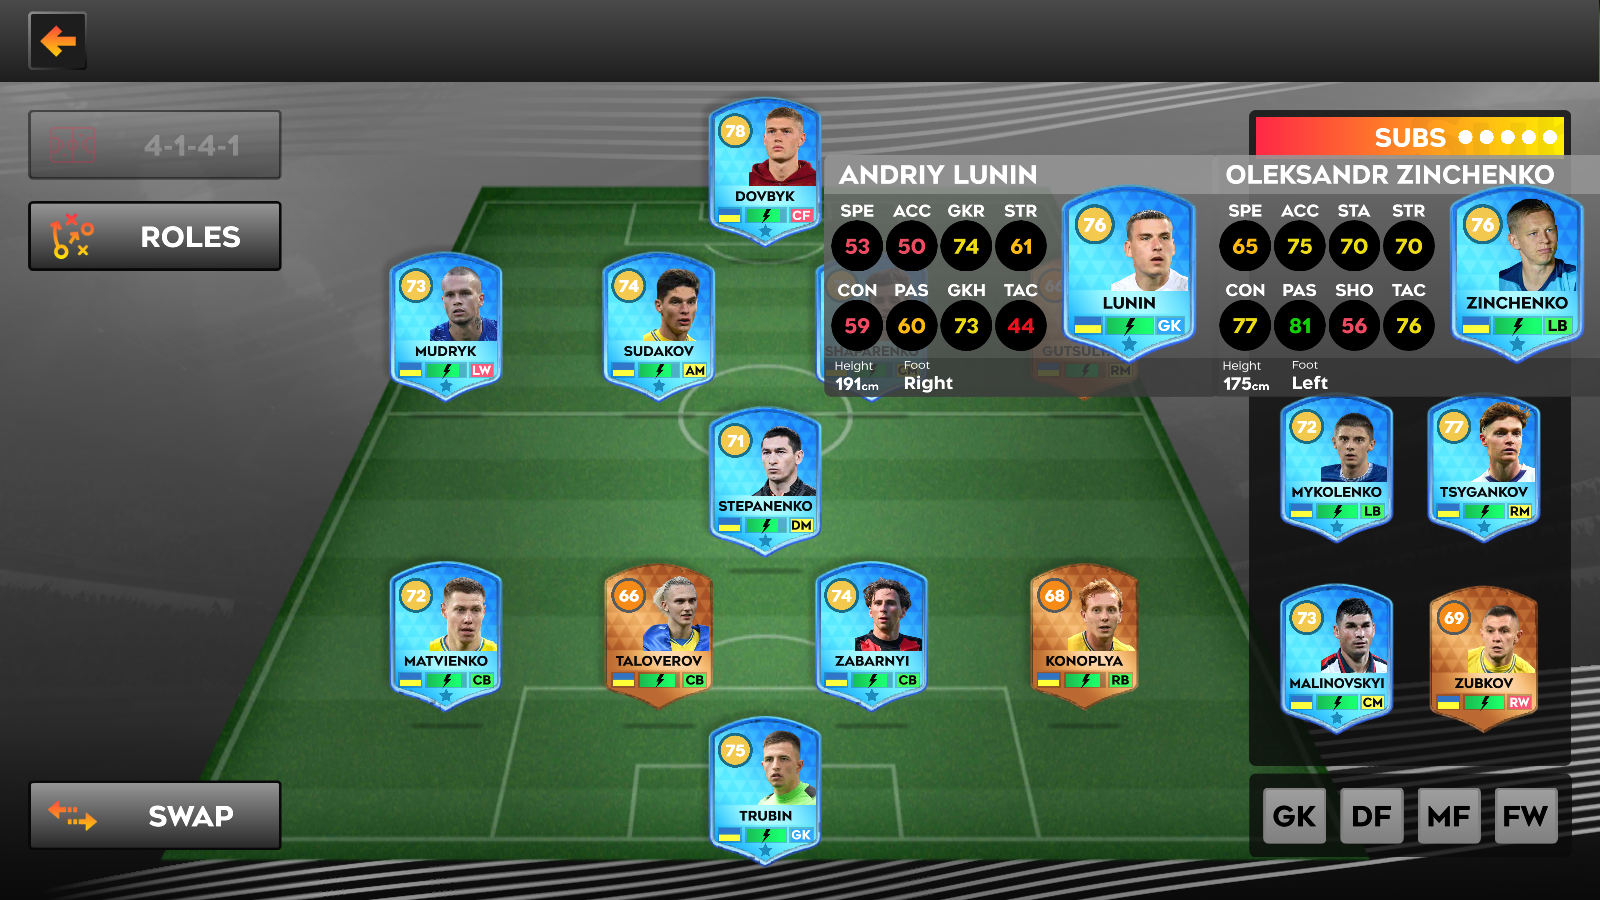 4-1-4-1
ROLES
SWAP
78
DOVBYK
CF
73
MUDRYK
LW
74
SUDAKOV
AM
SHAPARENKO
CM
66
RM
71
STEPANENKO
DM
72
MATVIENKO
CB
66
TALOVEROV
CB
74
ZABARNYI
CB
68
KONOPLYA
RB
75
TRUBIN
GK
ANDRIY LUNIN
SPE ACC GKR STR
53 50 74 61
CON PAS GKH TAC
59 60 73 44
Height Foot
191cm Right
76
LUNIN
GK
SUBS
OLEKSANDR ZINCHENKO
SPE ACC STA STR
65 75 70 70
CON PAS SHO TAC
77 81 56 76
Height Foot
175cm Left
76
ZINCHENKO
LB
72
MYKOLENKO
LB
77
TSYGANKOV
RM
73
MALINOVSKYI
CM
69
ZUBKOV
RW
GK DF MF FW